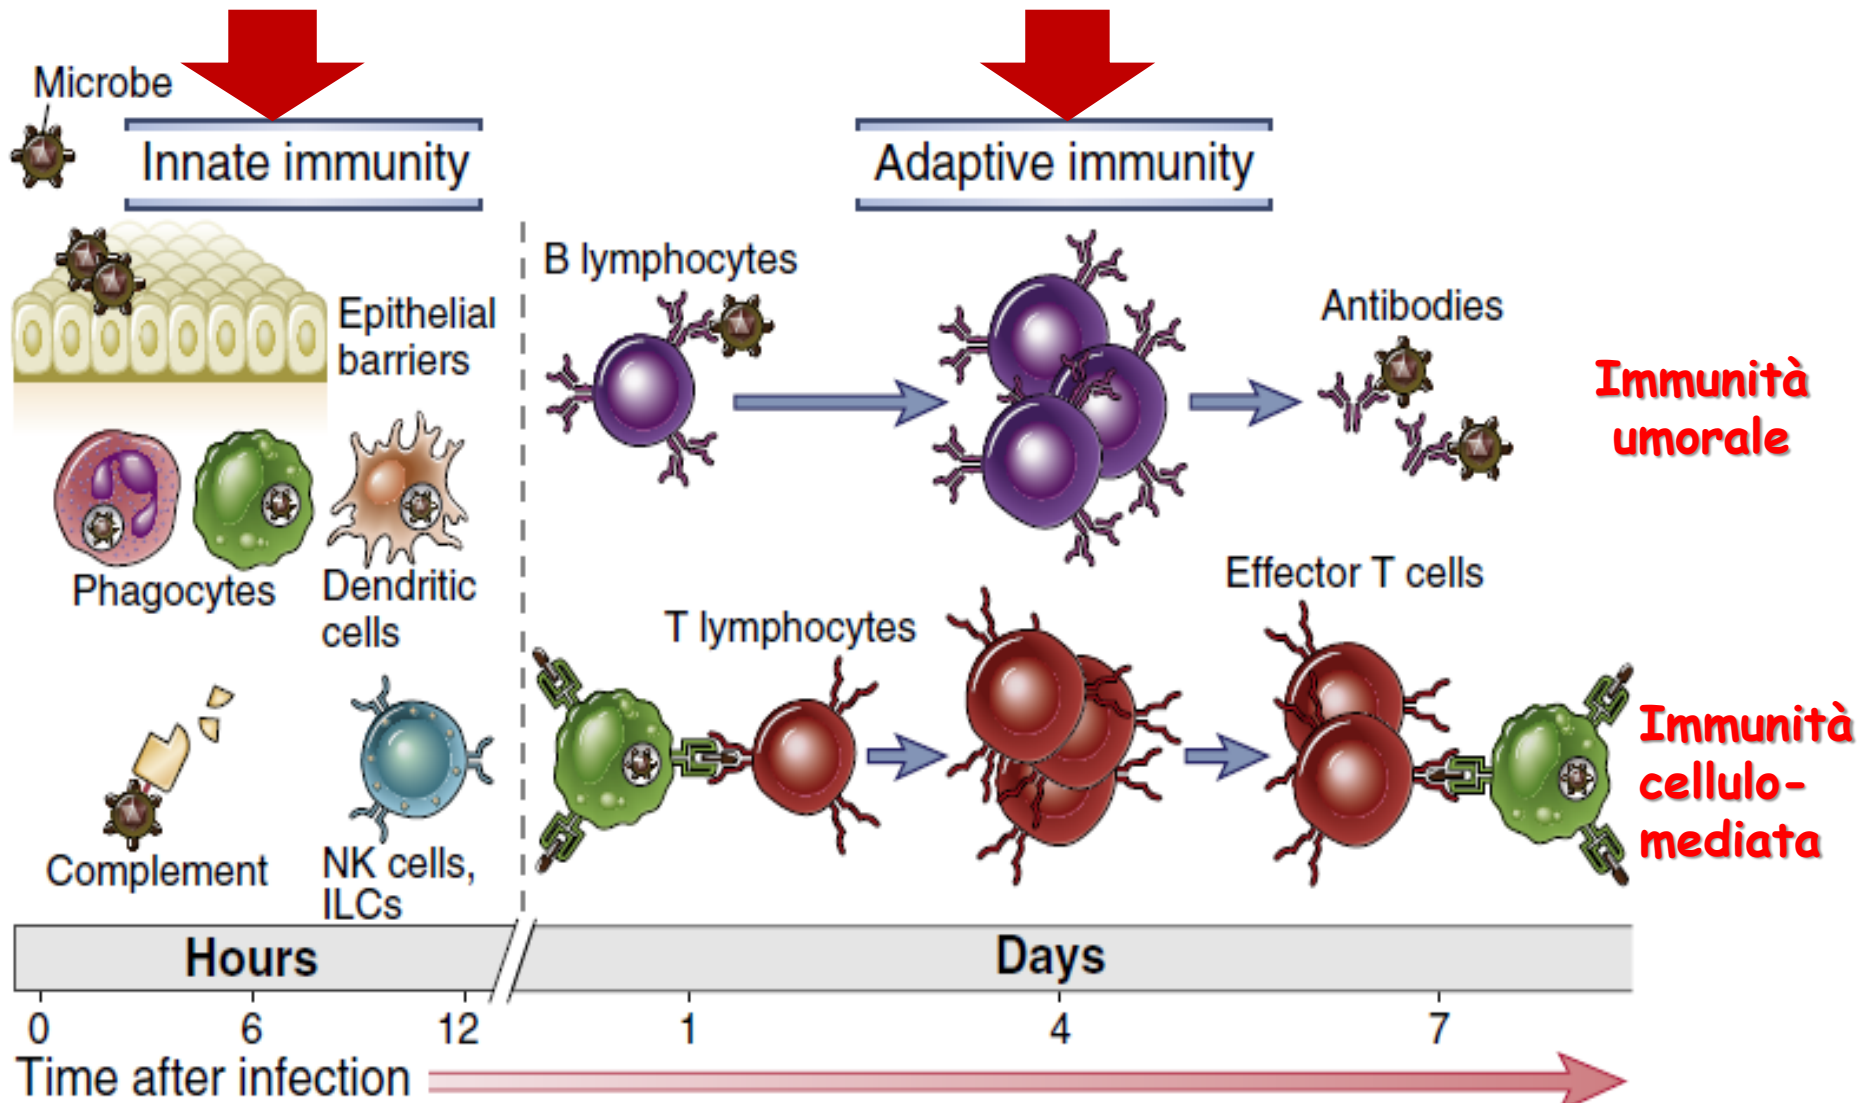 Microbe
Innate immunity
Adaptive immunity
B lymphocytes
Epithelial
barriers
Antibodies
Immunità
umorale
Phagocytes
Dendritic
cells
T lymphocytes
Effector T cells
Immunità
cellulo-
mediata
Complement
NK cells,
ILCs
Hours
Days
0 6 12 1 4 7
Time after infection